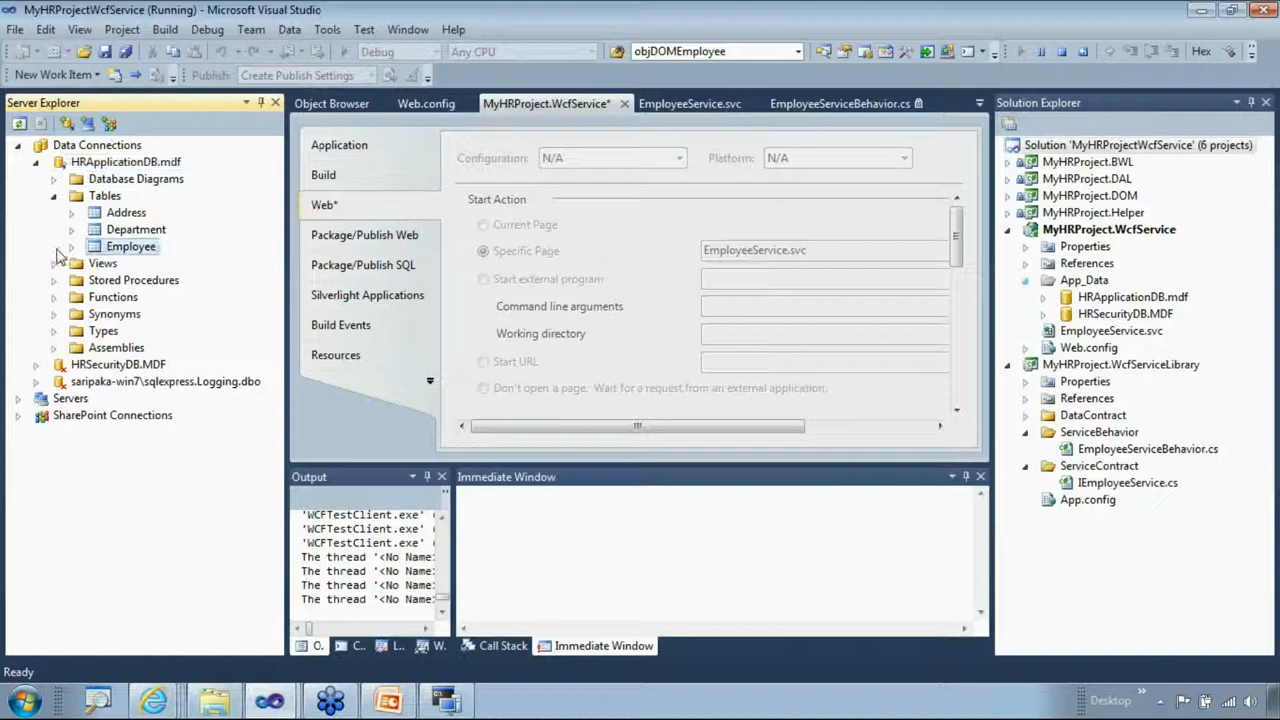 MyHRProjectWcfService (Running) - Microsoft Visual Studio
File Edit View Project Build Debug Team Data Tools Test Window Help
Debug Any CPU objDOMEmployee Hex
New Work Item Publish: Create Publish Settings
Server Explorer
Data Connections
HRApplicationDB.mdf
Database Diagrams
Tables
Address
Department
Employee
Views
Stored Procedures
Functions
Synonyms
Types
Assemblies
HRSecurityDB.MDF
saripaka-win7\sqlexpress.Logging.dbo
Servers
SharePoint Connections
Object Browser Web.config MyHRProject.WcfService* EmployeeService.svc EmployeeServiceBehavior.cs
Application
Build
Web*
Package/Publish Web
Package/Publish SQL
Silverlight Applications
Build Events
Resources
Configuration: N/A Platform: N/A
Start Action
Current Page
Specific Page EmployeeService.svc
Start external program
Command line arguments
Working directory
Start URL
Don't open a page. Wait for a request from an external application.
Output
'WCFTestClient.exe' (
'WCFTestClient.exe' (
'WCFTestClient.exe' (
The thread '<No Name:
The thread '<No Name:
The thread '<No Name:
The thread '<No Name:
Immediate Window
O. C.. L.. W. Call Stack Immediate Window
Solution Explorer
Solution 'MyHRProjectWcfService' (6 projects)
MyHRProject.BWL
MyHRProject.DAL
MyHRProject.DOM
MyHRProject.Helper
MyHRProject.WcfService
Properties
References
App_Data
HRApplicationDB.mdf
HRSecurityDB.MDF
EmployeeService.svc
Web.config
MyHRProject.WcfServiceLibrary
Properties
References
DataContract
ServiceBehavior
EmployeeServiceBehavior.cs
ServiceContract
IEmployeeService.cs
App.config
Ready
Desktop